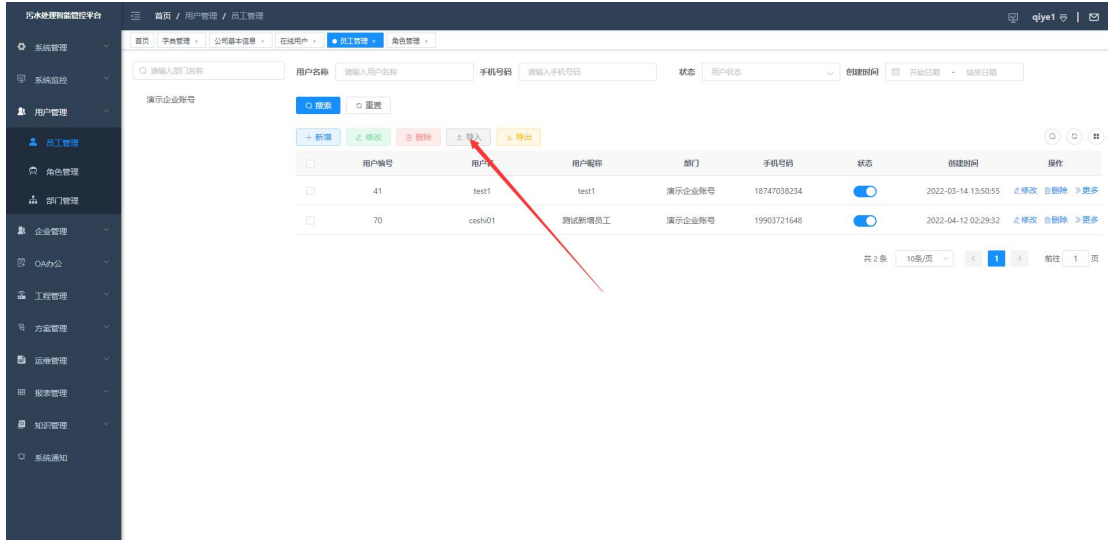 污水处理智能管控平台
首页 / 用户管理 / 员工管理
qiye1
首页 字典管理 × 公司基本信息 × 在线用户 × 员工管理 × 角色管理 ×
系统管理
系统监控
用户管理
员工管理
角色管理
部门管理
企业管理
OA办公
工程管理
方案管理
运维管理
报表管理
知识管理
系统通知
请输入部门名称
演示企业账号
用户名称 请输入用户名称 手机号码 请输入手机号码 状态 用户状态 创建时间 开始日期 - 结束日期
搜索 重置
+ 新增 修改 删除 导入 导出
用户编号 用户 用户昵称 部门 手机号码 状态 创建时间 操作
41 test1 test1 演示企业账号 18747038234 2022-03-14 13:50:55 修改 删除 更多
70 ceshi01 测试新增员工 演示企业账号 19903721648 2022-04-12 02:29:32 修改 删除 更多
共 2 条 10条/页 < 1 > 前往 1 页